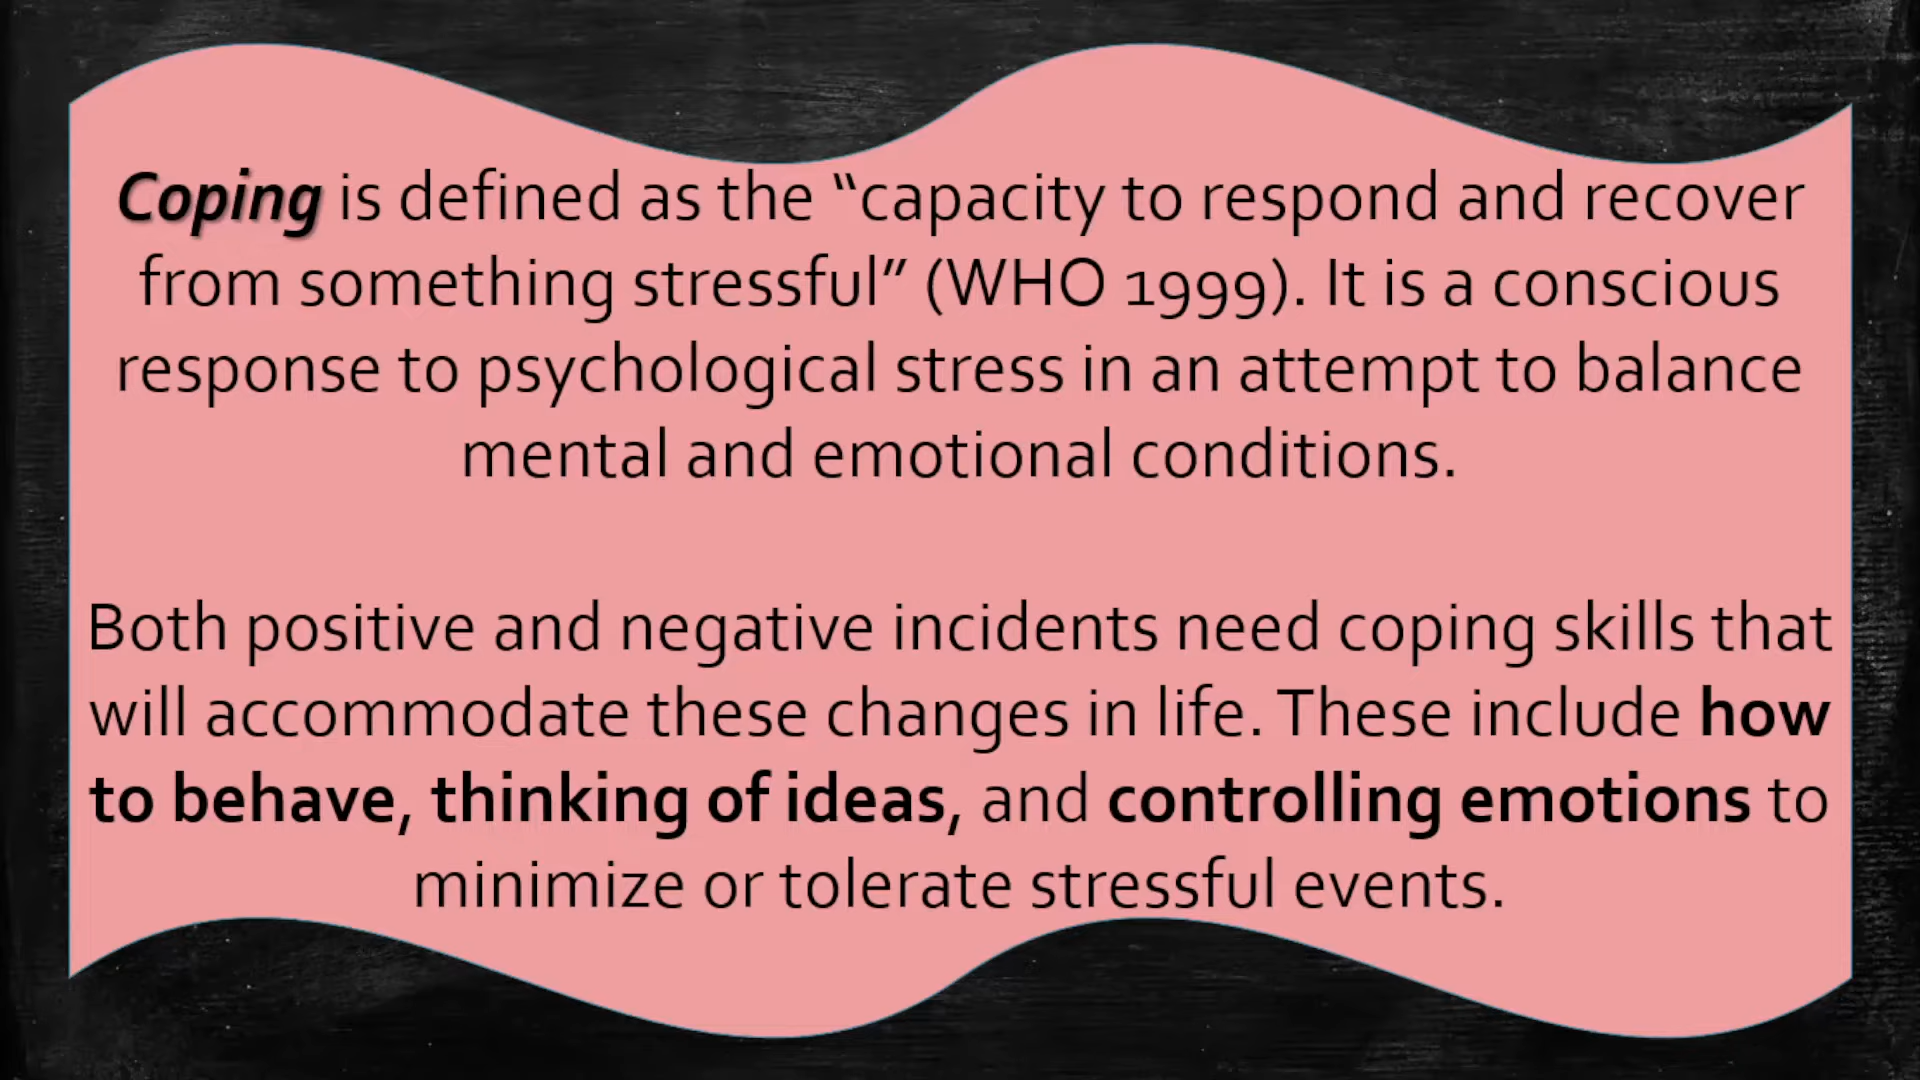 Coping is defined as the “capacity to respond and recover
from something stressful” (WHO 1999). It is a conscious
response to psychological stress in an attempt to balance
mental and emotional conditions.
Both positive and negative incidents need coping skills that
will accommodate these changes in life. These include how
to behave, thinking of ideas, and controlling emotions to
minimize or tolerate stressful events.